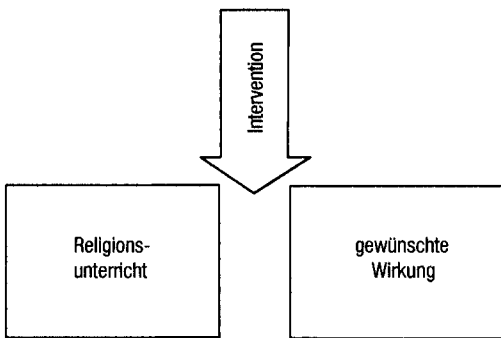 Intervention
Religions-
unterricht
gewünschte
Wirkung